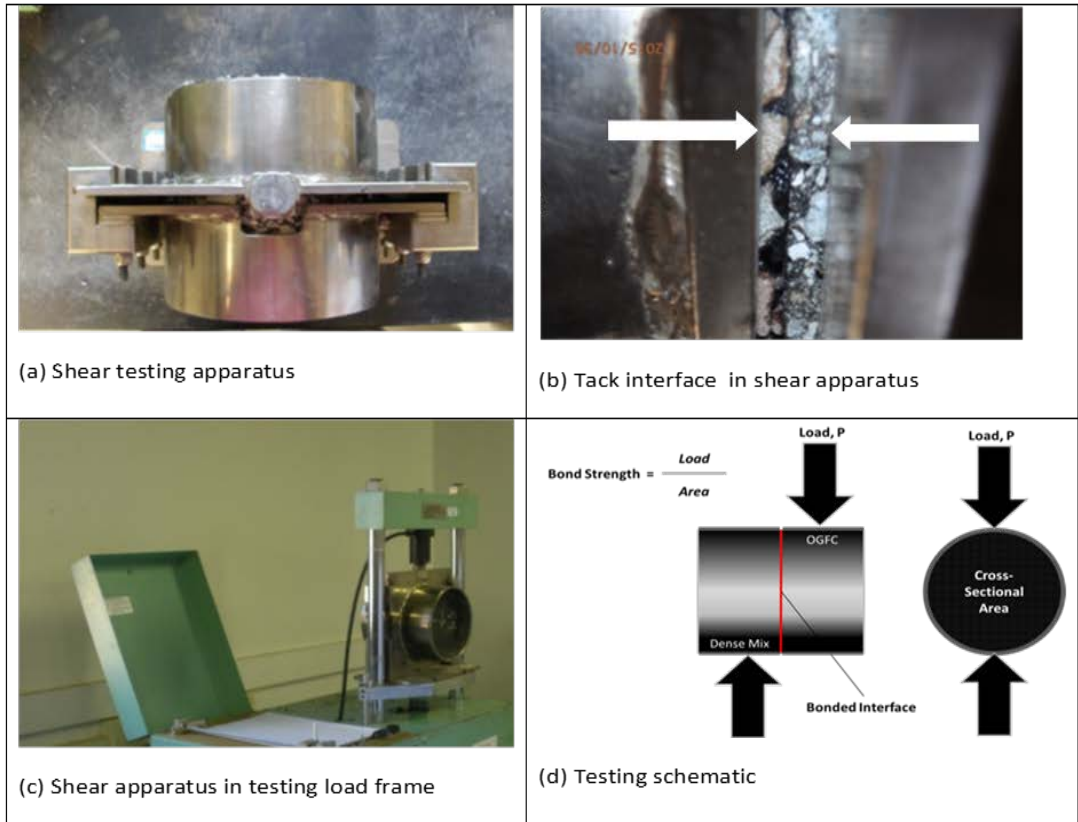 (a) Shear testing apparatus
(b) Tack interface in shear apparatus
(c) Shear apparatus in testing load frame
Bond Strength = Load
Area
Load, P
Load, P
OGFC
Dense Mix
Cross-
Sectional
Area
Bonded Interface
(d) Testing schematic